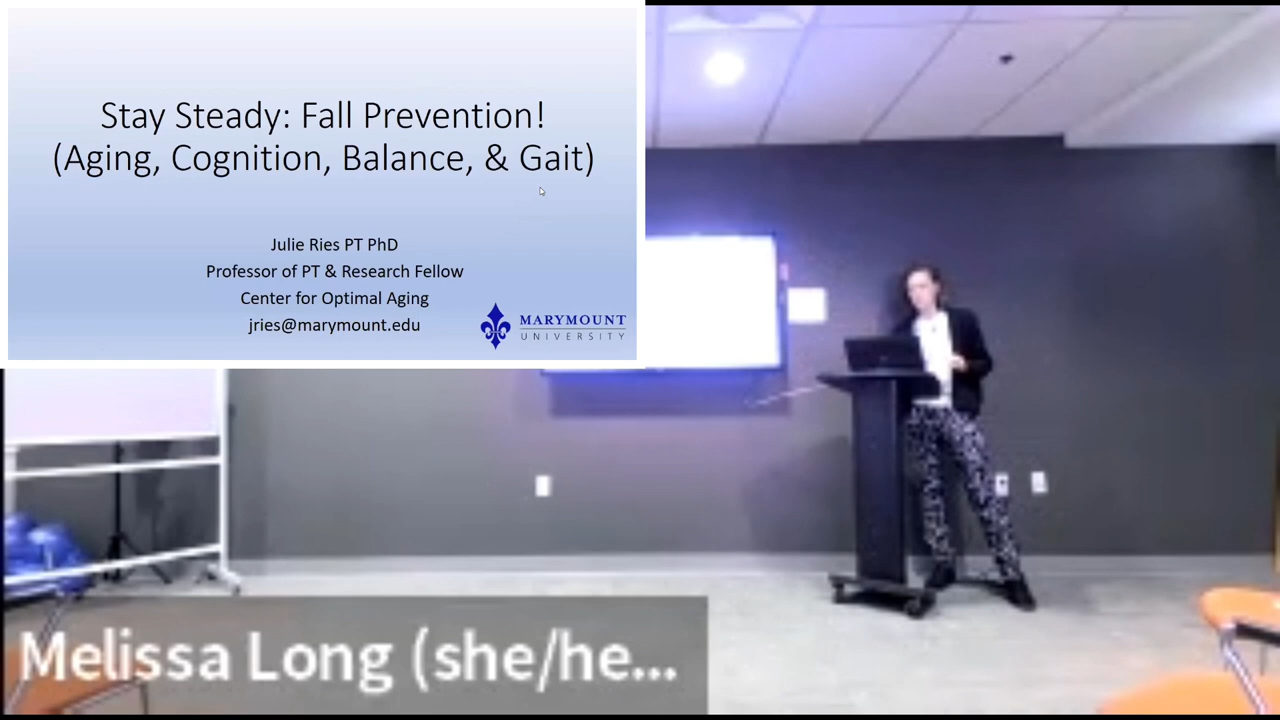 Stay Steady: Fall Prevention!
(Aging, Cognition, Balance, & Gait)
Julie Ries PT PhD
Professor of PT & Research Fellow
Center for Optimal Aging
jries@marymount.edu
MARYMOUNT
UNIVERSITY
Melissa Long (she/he...